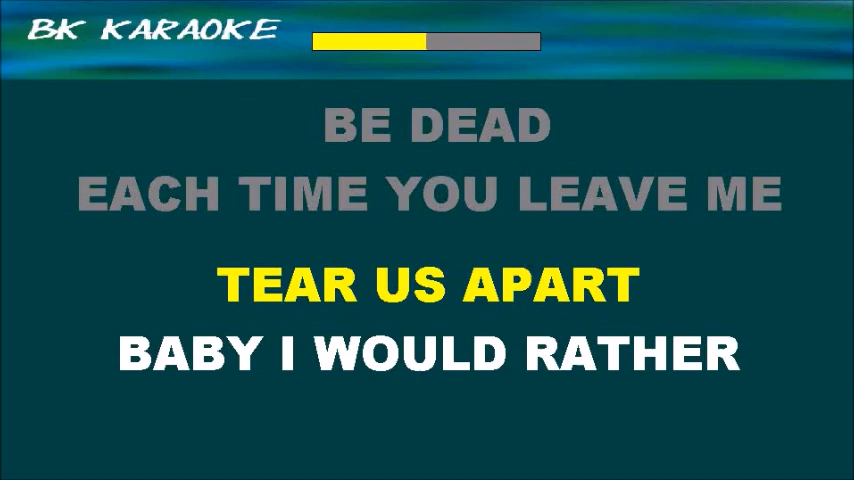 BK KARAOKE
BE DEAD
EACH TIME YOU LEAVE ME
TEAR US APART
BABY I WOULD RATHER